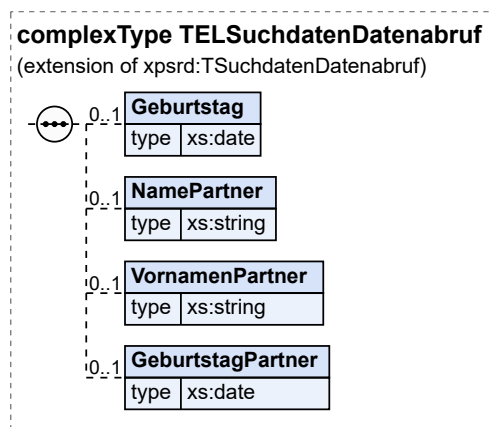 complexType TELSuchdatenDatenabruf
(extension of xpsrd:TSuchdatenDatenabruf)
0..1 Geburtstag
type xs:date
0..1 NamePartner
type xs:string
0..1 VornamenPartner
type xs:string
0..1 GeburtstagPartner
type xs:date